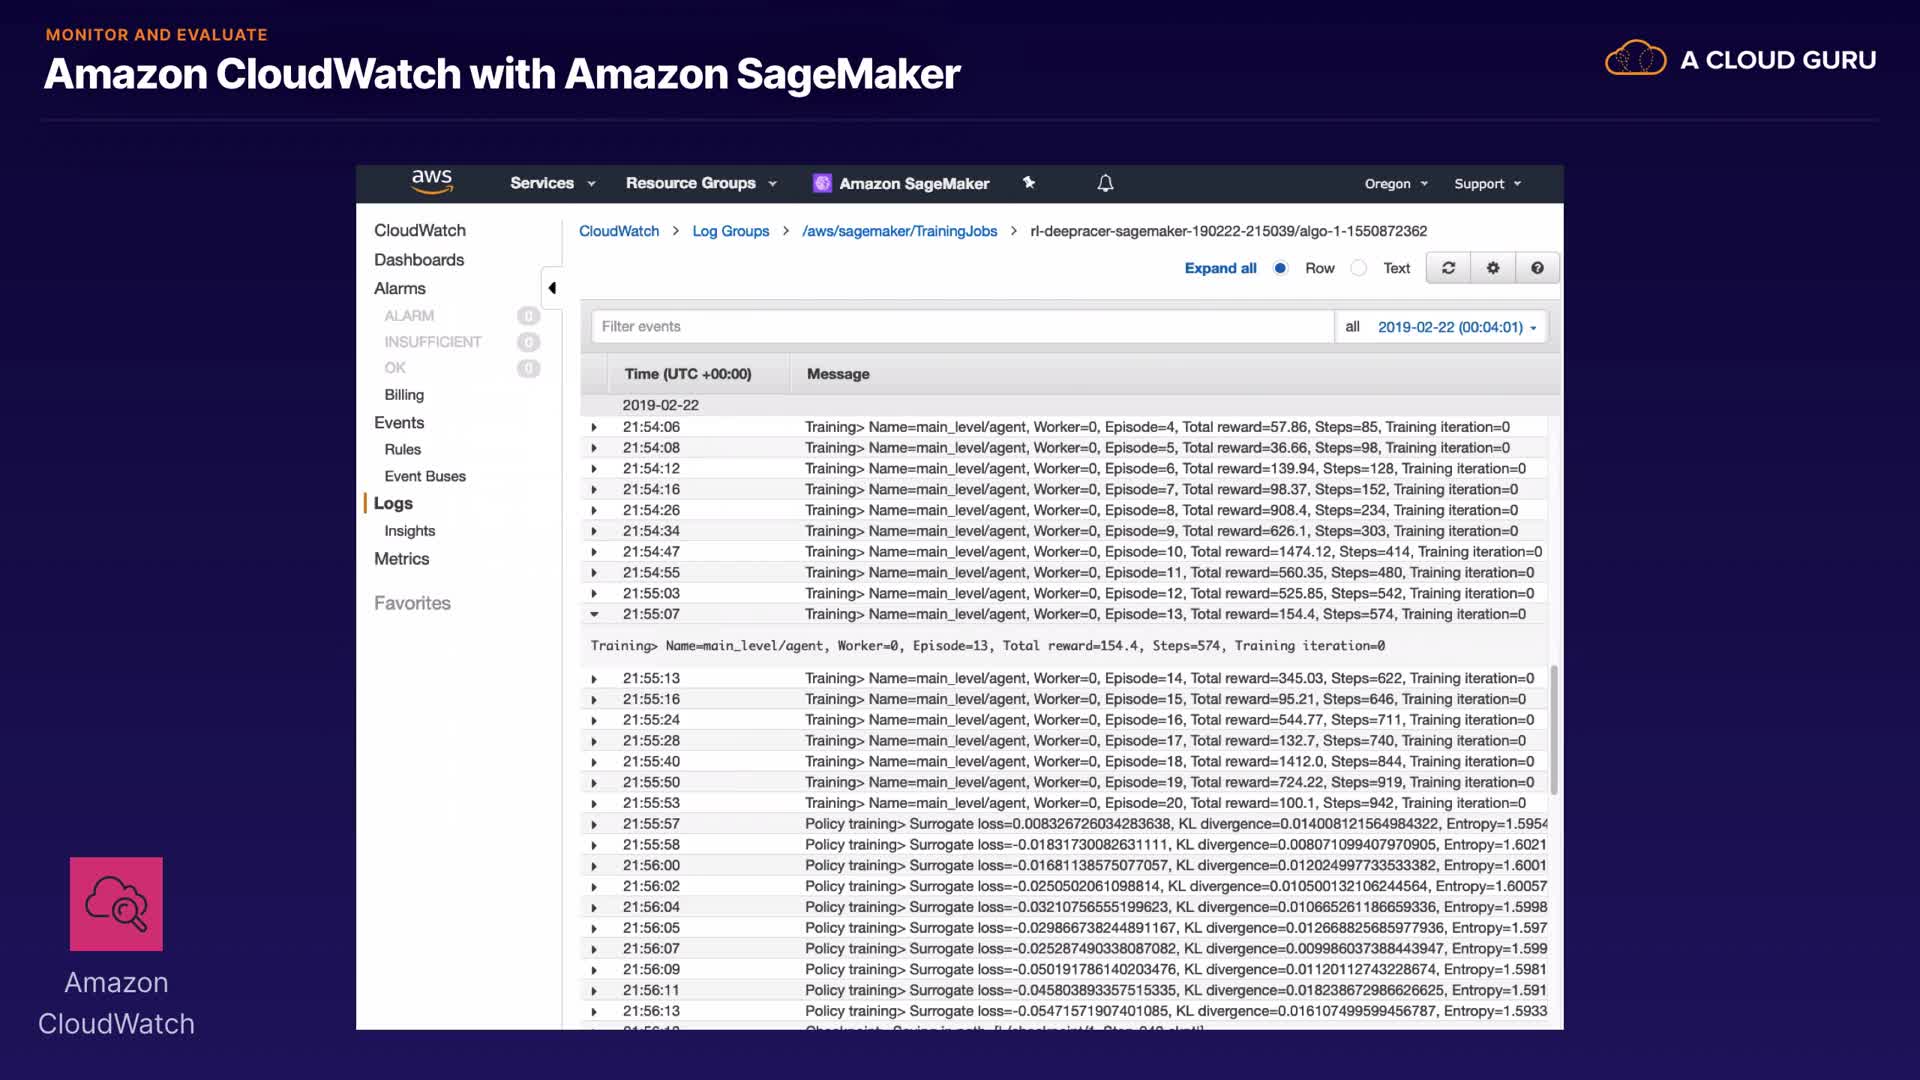 MONITOR AND EVALUATE
Amazon CloudWatch with Amazon SageMaker
A CLOUD GURU
aws Services Resource Groups Amazon SageMaker Oregon Support
CloudWatch
Dashboards
Alarms
ALARM 0
INSUFFICIENT 0
OK 0
Billing
Events
Rules
Event Buses
Logs
Insights
Metrics
Favorites
CloudWatch > Log Groups > /aws/sagemaker/TrainingJobs > rl-deepracer-sagemaker-190222-215039/algo-1-1550872362
Expand all Row Text
Filter events all 2019-02-22 (00:04:01)
Time (UTC +00:00) Message
2019-02-22
21:54:06 Training> Name=main_level/agent, Worker=0, Episode=4, Total reward=57.86, Steps=85, Training iteration=0
21:54:08 Training> Name=main_level/agent, Worker=0, Episode=5, Total reward=36.66, Steps=98, Training iteration=0
21:54:12 Training> Name=main_level/agent, Worker=0, Episode=6, Total reward=139.94, Steps=128, Training iteration=0
21:54:16 Training> Name=main_level/agent, Worker=0, Episode=7, Total reward=98.37, Steps=152, Training iteration=0
21:54:26 Training> Name=main_level/agent, Worker=0, Episode=8, Total reward=908.4, Steps=234, Training iteration=0
21:54:34 Training> Name=main_level/agent, Worker=0, Episode=9, Total reward=626.1, Steps=303, Training iteration=0
21:54:47 Training> Name=main_level/agent, Worker=0, Episode=10, Total reward=1474.12, Steps=414, Training iteration=0
21:54:55 Training> Name=main_level/agent, Worker=0, Episode=11, Total reward=560.35, Steps=480, Training iteration=0
21:55:03 Training> Name=main_level/agent, Worker=0, Episode=12, Total reward=525.85, Steps=542, Training iteration=0
21:55:07 Training> Name=main_level/agent, Worker=0, Episode=13, Total reward=154.4, Steps=574, Training iteration=0
Training> Name=main_level/agent, Worker=0, Episode=13, Total reward=154.4, Steps=574, Training iteration=0
21:55:13 Training> Name=main_level/agent, Worker=0, Episode=14, Total reward=345.03, Steps=622, Training iteration=0
21:55:16 Training> Name=main_level/agent, Worker=0, Episode=15, Total reward=95.21, Steps=646, Training iteration=0
21:55:24 Training> Name=main_level/agent, Worker=0, Episode=16, Total reward=544.77, Steps=711, Training iteration=0
21:55:28 Training> Name=main_level/agent, Worker=0, Episode=17, Total reward=132.7, Steps=740, Training iteration=0
21:55:40 Training> Name=main_level/agent, Worker=0, Episode=18, Total reward=1412.0, Steps=844, Training iteration=0
21:55:50 Training> Name=main_level/agent, Worker=0, Episode=19, Total reward=724.22, Steps=919, Training iteration=0
21:55:53 Training> Name=main_level/agent, Worker=0, Episode=20, Total reward=100.1, Steps=942, Training iteration=0
21:55:57 Policy training> Surrogate loss=0.008326726034283638, KL divergence=0.014008121564984322, Entropy=1.5954
21:55:58 Policy training> Surrogate loss=-0.01831730082631111, KL divergence=0.008071099407970905, Entropy=1.6021
21:56:00 Policy training> Surrogate loss=-0.01681138575077057, KL divergence=0.012024997733533382, Entropy=1.6001
21:56:02 Policy training> Surrogate loss=-0.0250502061098814, KL divergence=0.010500132106244564, Entropy=1.60057
21:56:04 Policy training> Surrogate loss=-0.03210756555199623, KL divergence=0.010665261186659336, Entropy=1.5998
21:56:05 Policy training> Surrogate loss=-0.029866738244891167, KL divergence=0.012668825685977936, Entropy=1.597
21:56:07 Policy training> Surrogate loss=-0.025287490338087082, KL divergence=0.009986037388443947, Entropy=1.599
21:56:09 Policy training> Surrogate loss=-0.050191786140203476, KL divergence=0.01120112743228674, Entropy=1.5981
21:56:11 Policy training> Surrogate loss=-0.045803893357515335, KL divergence=0.018238672986626625, Entropy=1.591
21:56:13 Policy training> Surrogate loss=-0.05471571907401085, KL divergence=0.016107499599456787, Entropy=1.5933
Amazon
CloudWatch